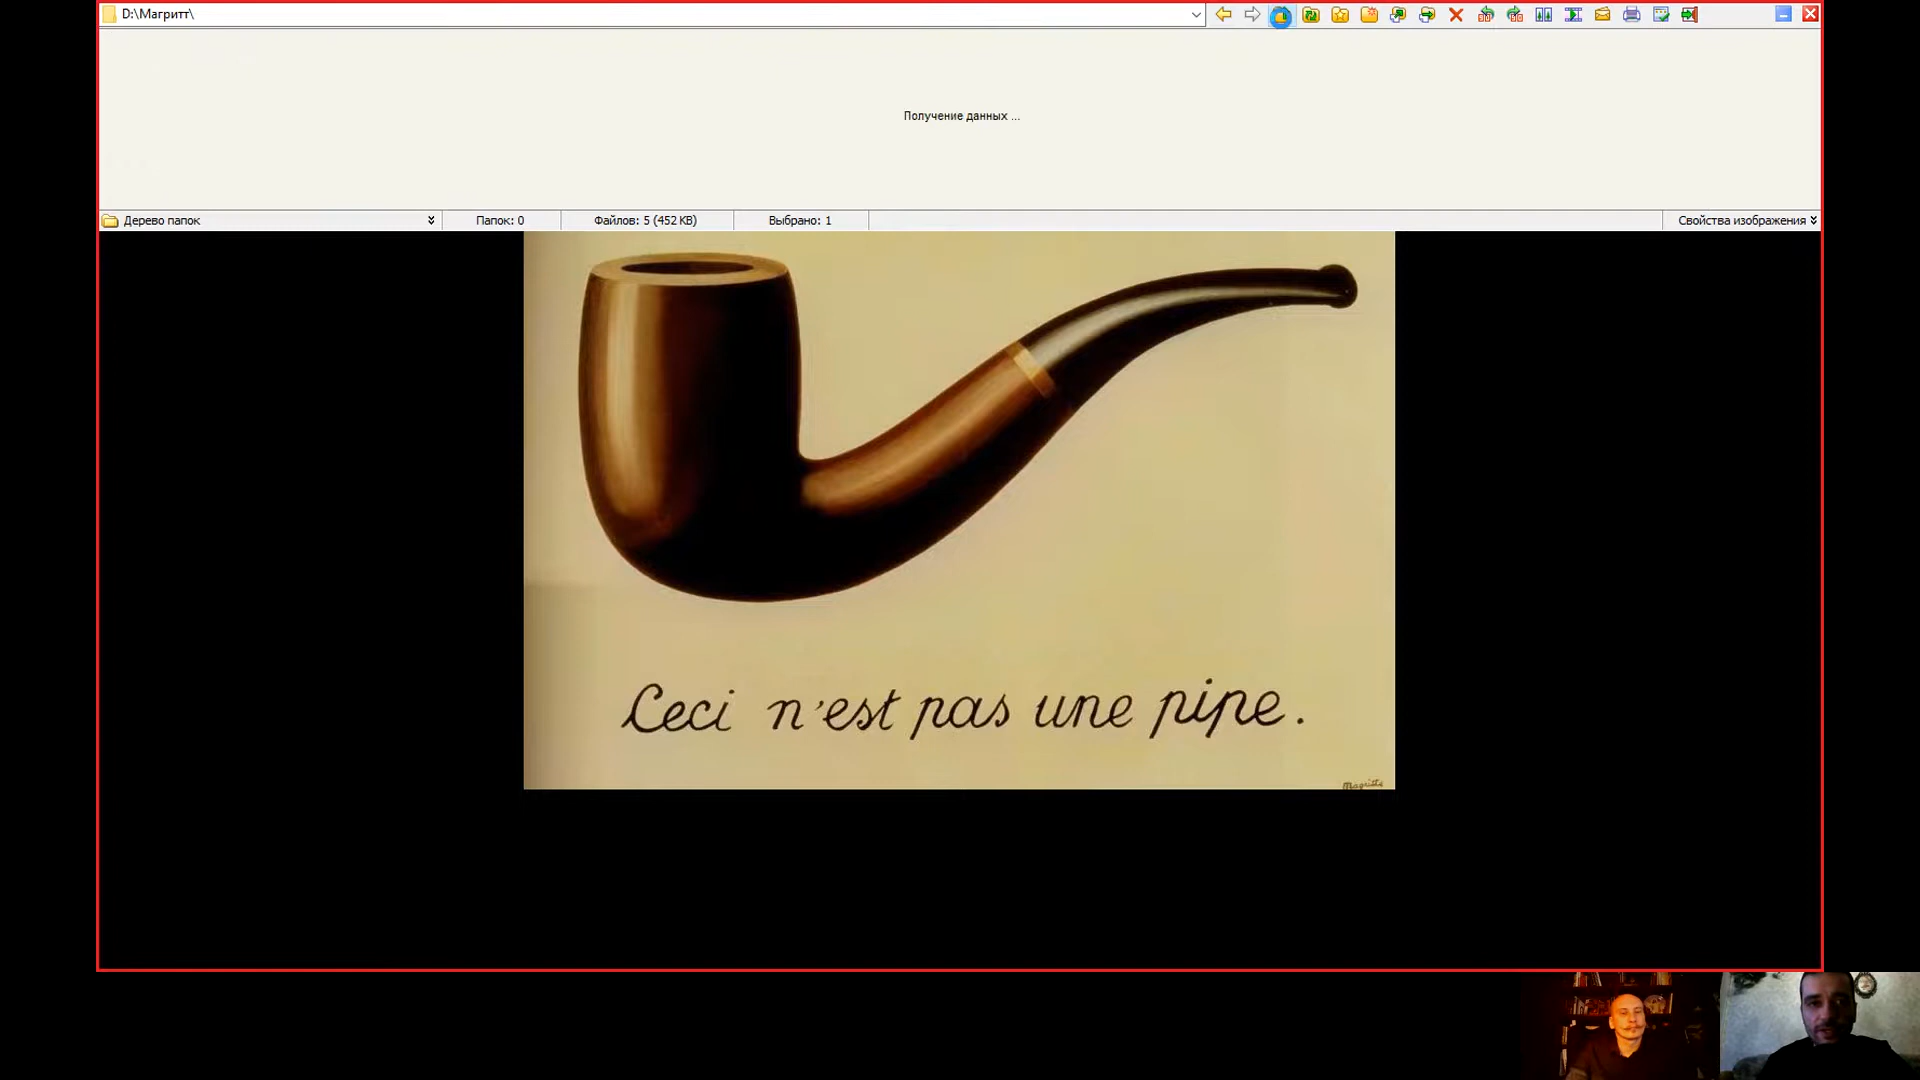 D:\Магритт\
Получение данных ...
Дерево папок
Папок: 0
Файлов: 5 (452 KB)
Выбрано: 1
Свойства изображения
Ceci n'est pas une pipe.
Magritte